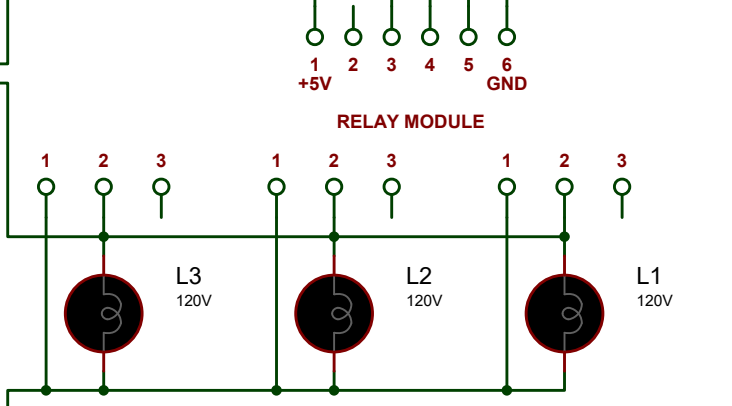 1 2 3 4 5 6
+5V GND
RELAY MODULE
1 2 3 1 2 3 1 2 3
L3 L2 L1
120V 120V 120V